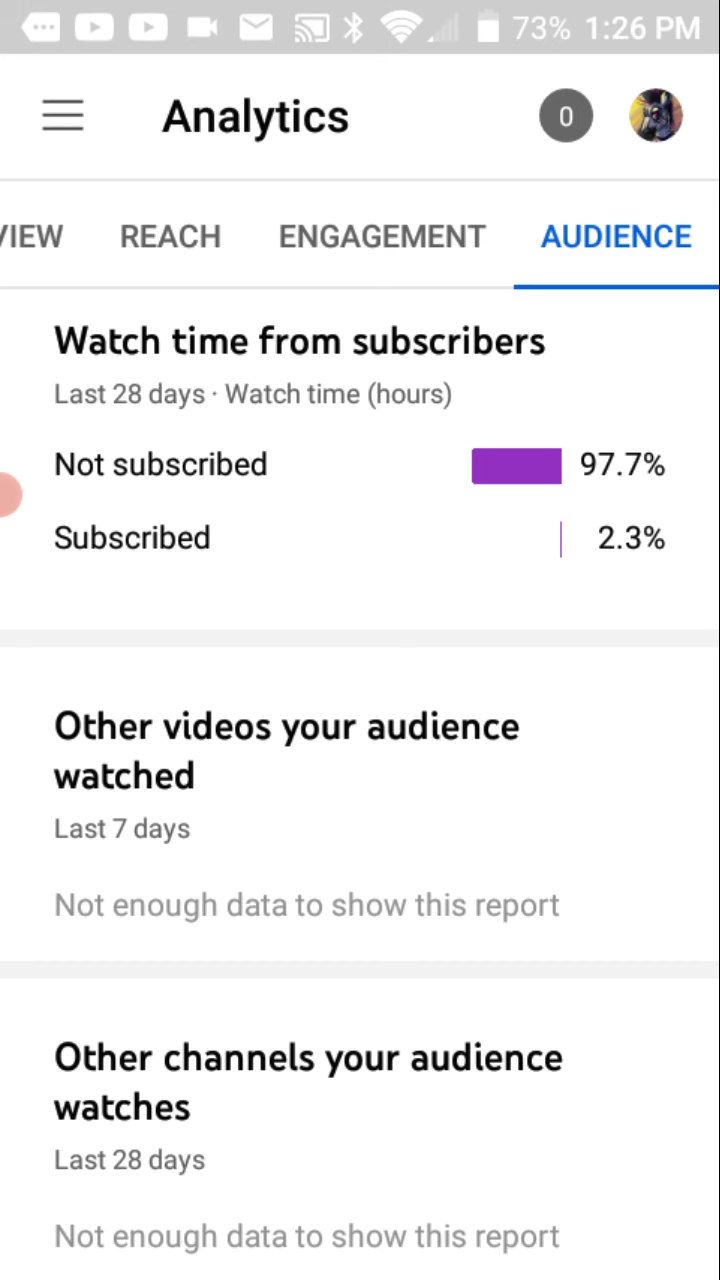 73% 1:26 PM
Analytics
0
VIEW REACH ENGAGEMENT AUDIENCE
Watch time from subscribers
Last 28 days · Watch time (hours)
Not subscribed 97.7%
Subscribed 2.3%
Other videos your audience
watched
Last 7 days
Not enough data to show this report
Other channels your audience
watches
Last 28 days
Not enough data to show this report